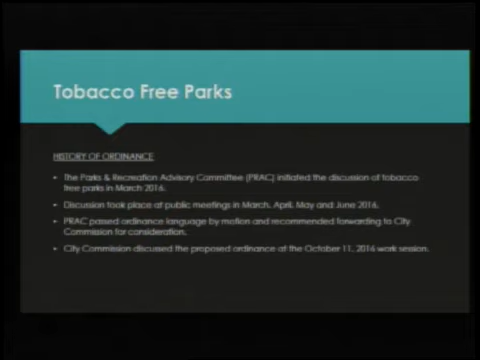 Tobacco Free Parks
HISTORY OF ORDINANCE
• The Parks & Recreation Advisory Committee (PRAC) initiated the discussion of tobacco
free parks in March 2016.
• Discussion took place at public meetings in March, April, May and June 2016.
• PRAC passed ordinance language by motion and recommended forwarding to City
Commission for consideration.
• City Commission discussed the proposed ordinance at the October 11, 2016 work session.